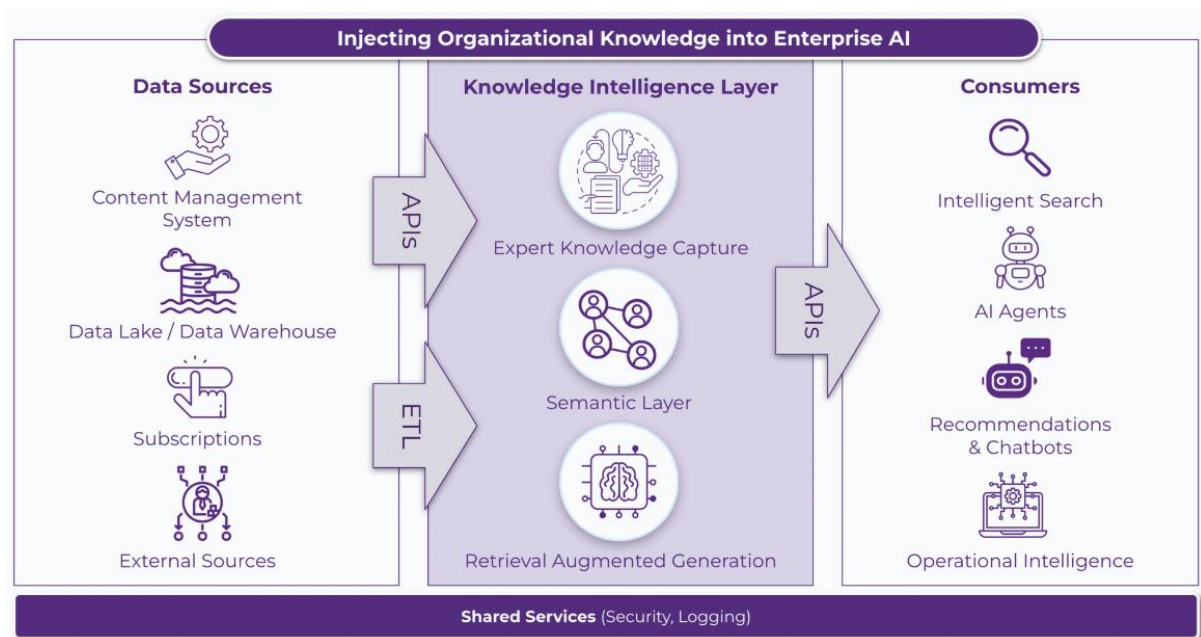 Injecting Organizational Knowledge into Enterprise AI
Data Sources
Content Management
System
Data Lake / Data Warehouse
Subscriptions
External Sources
APIs
ETL
Knowledge Intelligence Layer
Expert Knowledge Capture
Semantic Layer
Retrieval Augmented Generation
APIs
Consumers
Intelligent Search
AI Agents
Recommendations
& Chatbots
Operational Intelligence
Shared Services (Security, Logging)